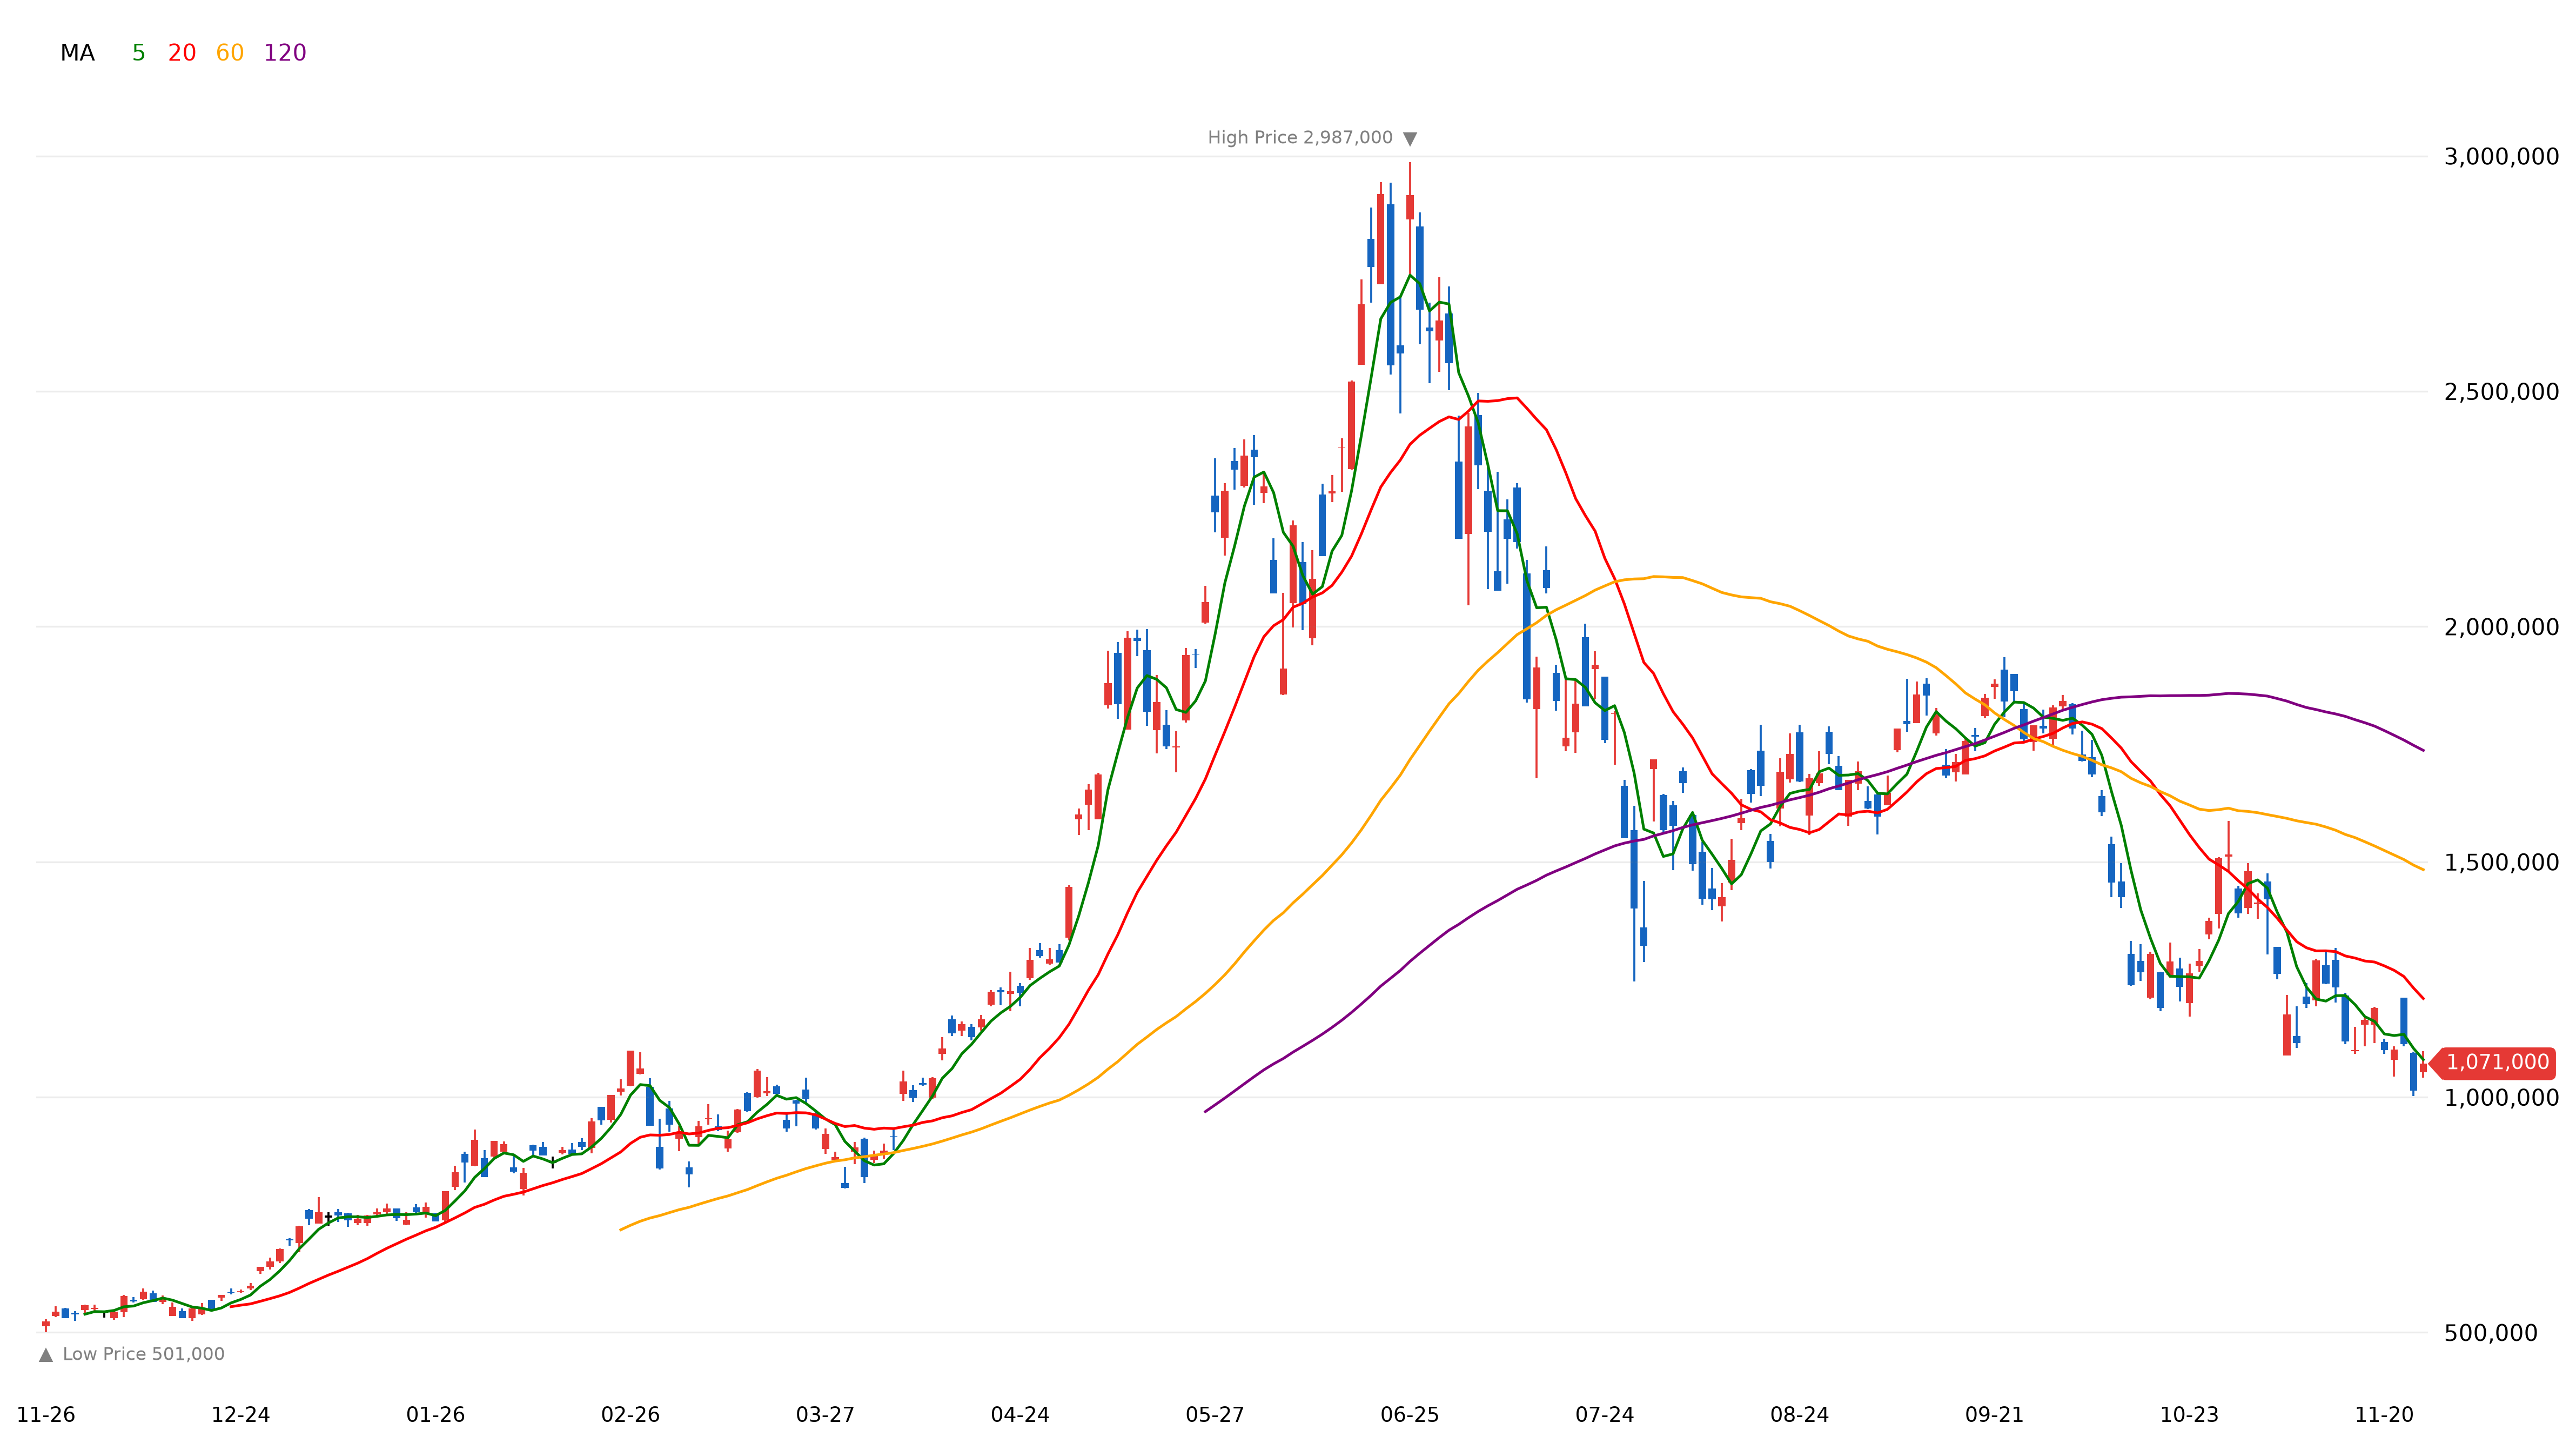 MA 5 20 60 120
High Price 2,987,000 ▼
3,000,000
2,500,000
2,000,000
1,500,000
1,071,000
1,000,000
500,000
▲ Low Price 501,000
11-26 12-24 01-26 02-26 03-27 04-24 05-27 06-25 07-24 08-24 09-21 10-23 11-20